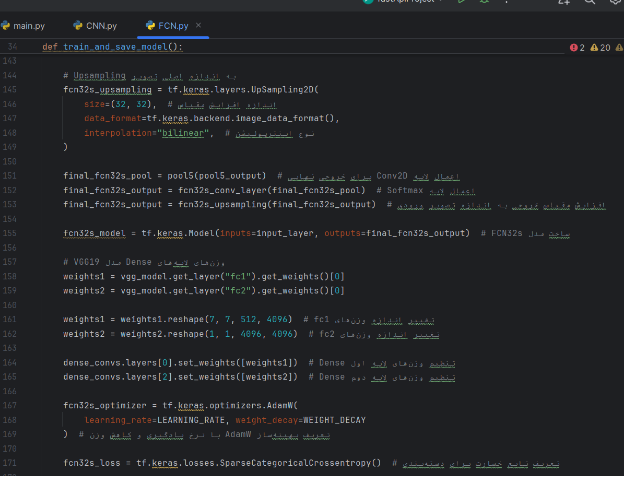 fastApiProject
main.py CNN.py FCN.py
34 def train_and_save_model(): 2 20
143
144 # Upsampling به اندازه اصلی تصویر
145 fcn32s_upsampling = tf.keras.layers.UpSampling2D(
146 size=(32, 32), # اندازه افزایش مقیاس
147 data_format=tf.keras.backend.image_data_format(),
148 interpolation="bilinear", # نوع اینترپولیشن
149 )
150
151 final_fcn32s_pool = pool5(pool5_output) # اعمال لایه Conv2D برای خروجی نهایی
152 final_fcn32s_output = fcn32s_conv_layer(final_fcn32s_pool) # Softmax اعمال لایه
153 final_fcn32s_output = fcn32s_upsampling(final_fcn32s_output) # افزایش مقیاس خروجی به اندازه تصویر ورودی
154
155 fcn32s_model = tf.keras.Model(inputs=input_layer, outputs=final_fcn32s_output) # FCN32s ساخت مدل
156
157 # VGG19 مدل Dense وزن‌های لایه‌های
158 weights1 = vgg_model.get_layer("fc1").get_weights()[0]
159 weights2 = vgg_model.get_layer("fc2").get_weights()[0]
160
161 weights1 = weights1.reshape(7, 7, 512, 4096) # fc1 تغییر اندازه وزن‌های
162 weights2 = weights2.reshape(1, 1, 4096, 4096) # fc2 تغییر اندازه وزن‌های
163
164 dense_convs.layers[0].set_weights([weights1]) # Dense تنظیم وزن‌های لایه اول
165 dense_convs.layers[2].set_weights([weights2]) # Dense تنظیم وزن‌های لایه دوم
166
167 fcn32s_optimizer = tf.keras.optimizers.AdamW(
168 learning_rate=LEARNING_RATE, weight_decay=WEIGHT_DECAY
169 ) # تعریف بهینه‌ساز AdamW با نرخ یادگیری و کاهش وزن
170
171 fcn32s_loss = tf.keras.losses.SparseCategoricalCrossentropy() # تعریف تابع خسارت برای دسته‌بندی